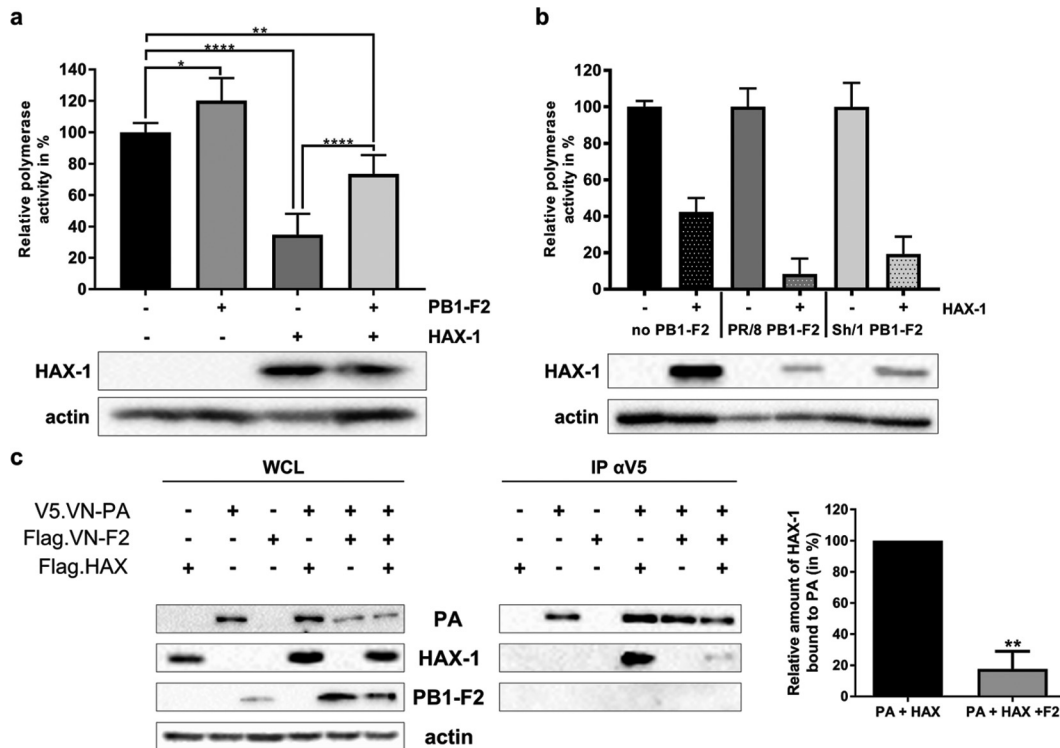 a
** 
****
*
****
Relative polymerase
activity in %
140
120
100
80
60
40
20
0
- + - + PB1-F2
- - + + HAX-1
HAX-1
actin
b
Relative polymerase
activity in %
120
100
80
60
40
20
0
- + - + - + HAX-1
no PB1-F2 PR/8 PB1-F2 Sh/1 PB1-F2
HAX-1
actin
c
WCL
IP αV5
V5.VN-PA - + - + + + - + - + + +
Flag.VN-F2 - - + - + + - - + - + +
Flag.HAX + - - + - + + - - + - +
PA
HAX-1
PB1-F2
actin
Relative amount of HAX-1
bound to PA (in %)
120
100
80
60
40
20
0
**
PA + HAX PA + HAX +F2